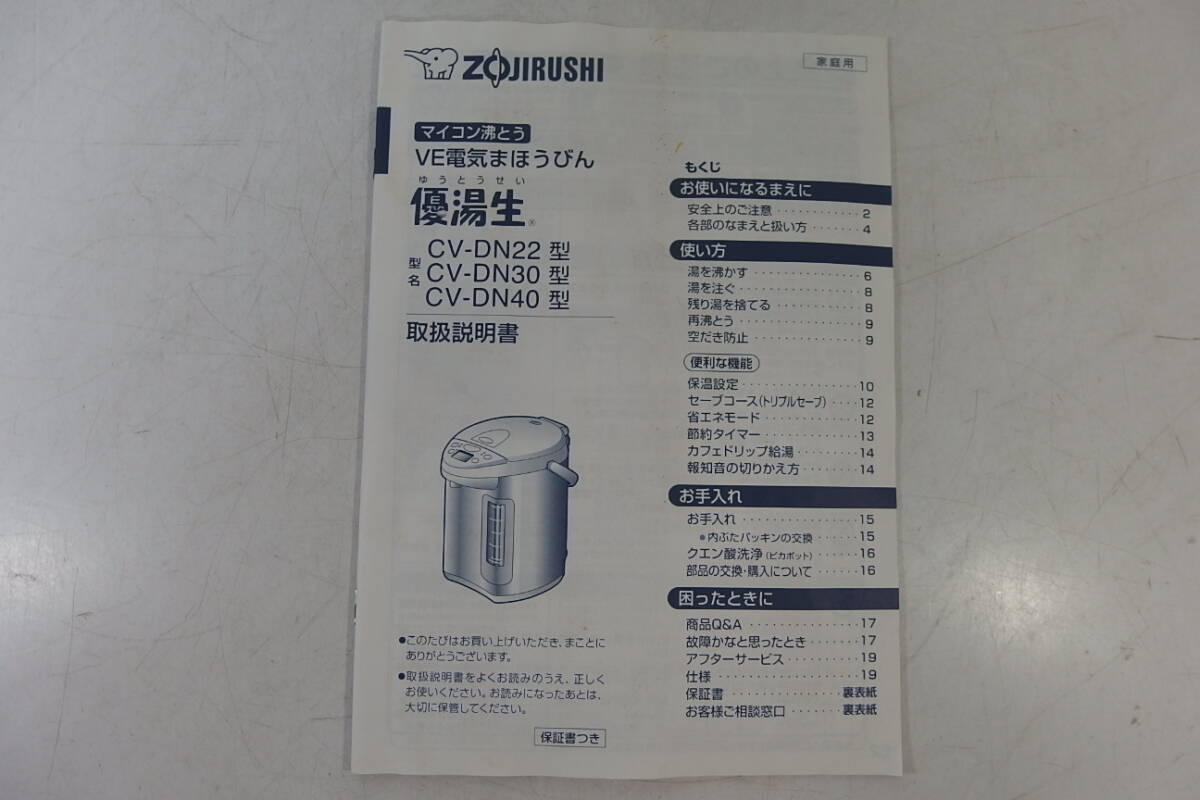 ZOJIRUSHI
家庭用
マイコン沸とう
VE電気まほうびん
ゆうとうせい
優湯生®
型名
CV-DN22 型
CV-DN30 型
CV-DN40 型
取扱説明書
●このたびはお買い上げいただき、まことに
ありがとうございます。
●取扱説明書をよくお読みのうえ、正しく
お使いください。お読みになったあとは、
大切に保管してください。
保証書つき
もくじ
お使いになるまえに
安全上のご注意 ············ 2
各部のなまえと扱い方 ······· 4
使い方
湯を沸かす ··············· 6
湯を注ぐ ················· 8
残り湯を捨てる ············ 8
再沸とう ················· 9
空だき防止 ··············· 9
便利な機能
保温設定 ················ 10
セーブコース(トリプルセーブ) ···· 12
省エネモード ············· 12
節約タイマー ············· 13
カフェドリップ給湯 ········ 14
報知音の切りかえ方 ········ 14
お手入れ
お手入れ ················ 15
●内ぶたパッキンの交換 ······ 15
クエン酸洗浄(ピカポット) ······ 16
部品の交換・購入について ······ 16
困ったときに
商品Q&A ················ 17
故障かなと思ったとき ······· 17
アフターサービス ·········· 19
仕様 ··················· 19
保証書 ················ 裏表紙
お客様ご相談窓口 ······· 裏表紙